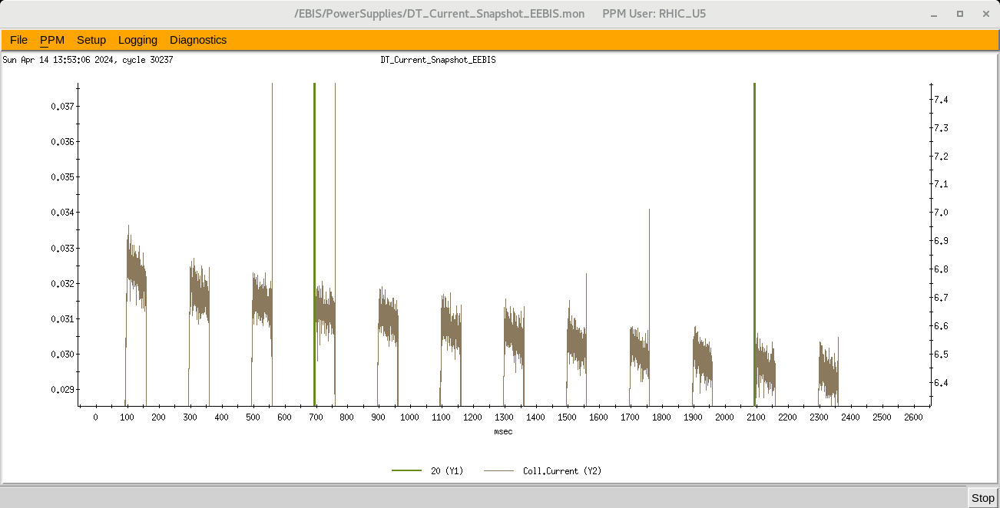 /EBIS/PowerSupplies/DT_Current_Snapshot_EEBIS.mon PPM User: RHIC_U5
File PPM Setup Logging Diagnostics
Sun Apr 14 13:53:06 2024, cycle 30237 DT_Current_Snapshot_EEBIS
0.037
0.036
0.035
0.034
0.033
0.032
0.031
0.030
0.029
7.4
7.3
7.2
7.1
7.0
6.9
6.8
6.7
6.6
6.5
6.4
0 100 200 300 400 500 600 700 800 900 1000 1100 1200 1300 1400 1500 1600 1700 1800 1900 2000 2100 2200 2300 2400 2500 2600
msec
20 (Y1) Coll.Current (Y2)
Stop